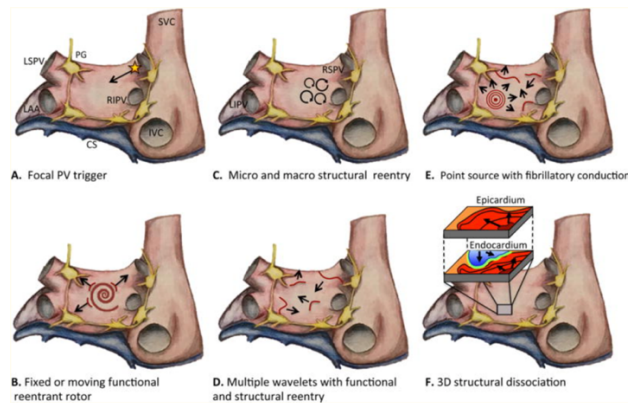 SVC
LSPV
PG
LAA
RIPV
IVC
CS
A. Focal PV trigger
RSPV
LIPV
C. Micro and macro structural reentry
E. Point source with fibrillatory conduction
B. Fixed or moving functional
reentrant rotor
D. Multiple wavelets with functional
and structural reentry
Epicardium
Endocardium
F. 3D structural dissociation